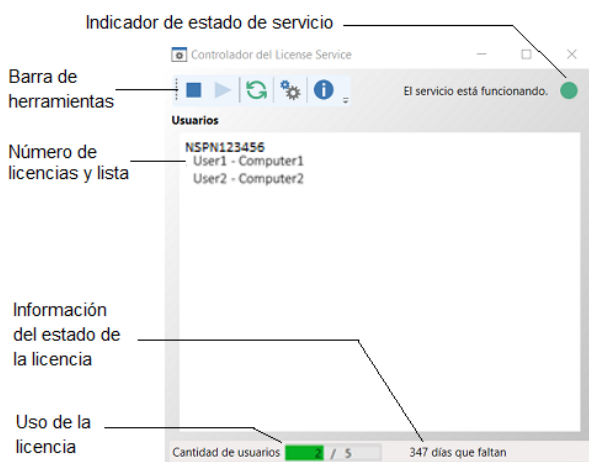 Indicador de estado de servicio
Controlador del License Service
Barra de
herramientas
El servicio está funcionando.
Usuarios
Número de
licencias y lista
NSPN123456
User1 - Computer1
User2 - Computer2
Información
del estado de
la licencia
Uso de la
licencia
Cantidad de usuarios 2 / 5 347 días que faltan